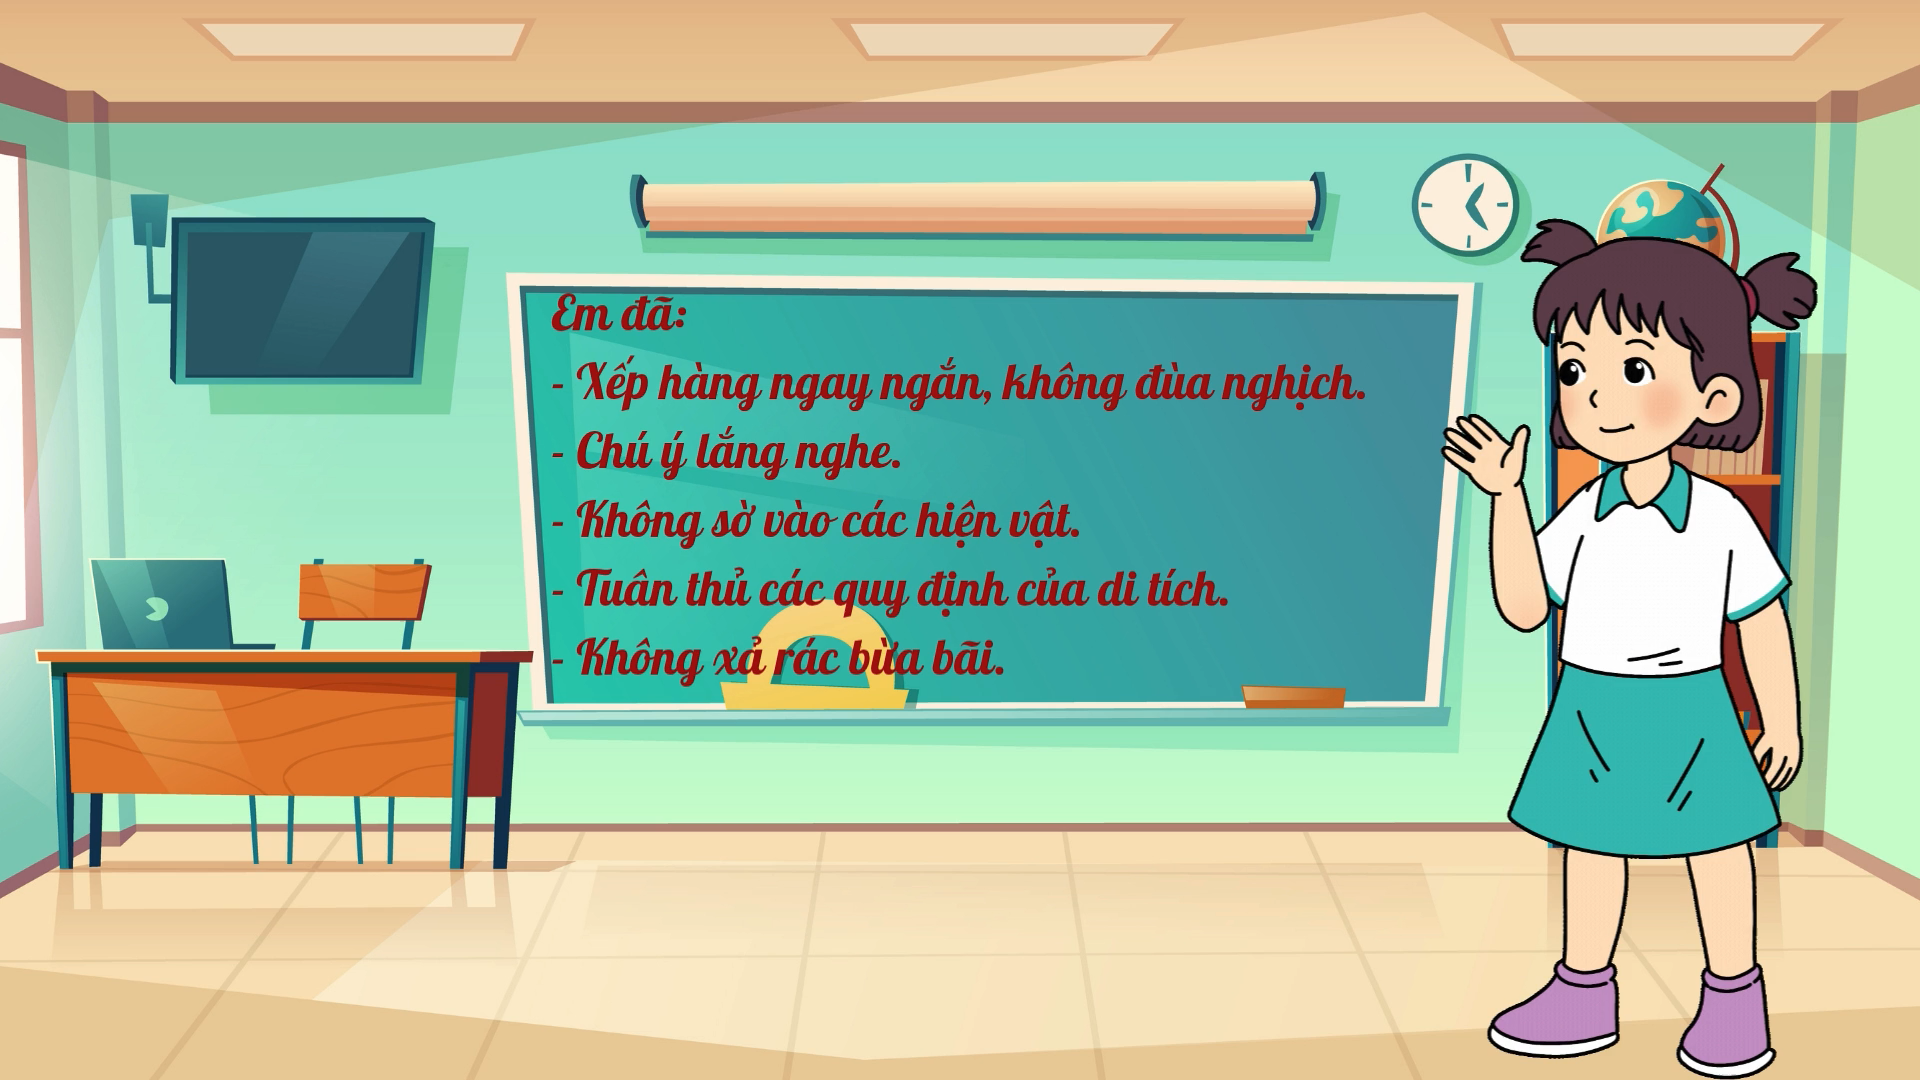 Em đã:
- Xếp hàng ngay ngắn, không đùa nghịch.
- Chú ý lắng nghe.
- Không sờ vào các hiện vật.
- Tuân thủ các quy định của di tích.
- Không xả rác bừa bãi.